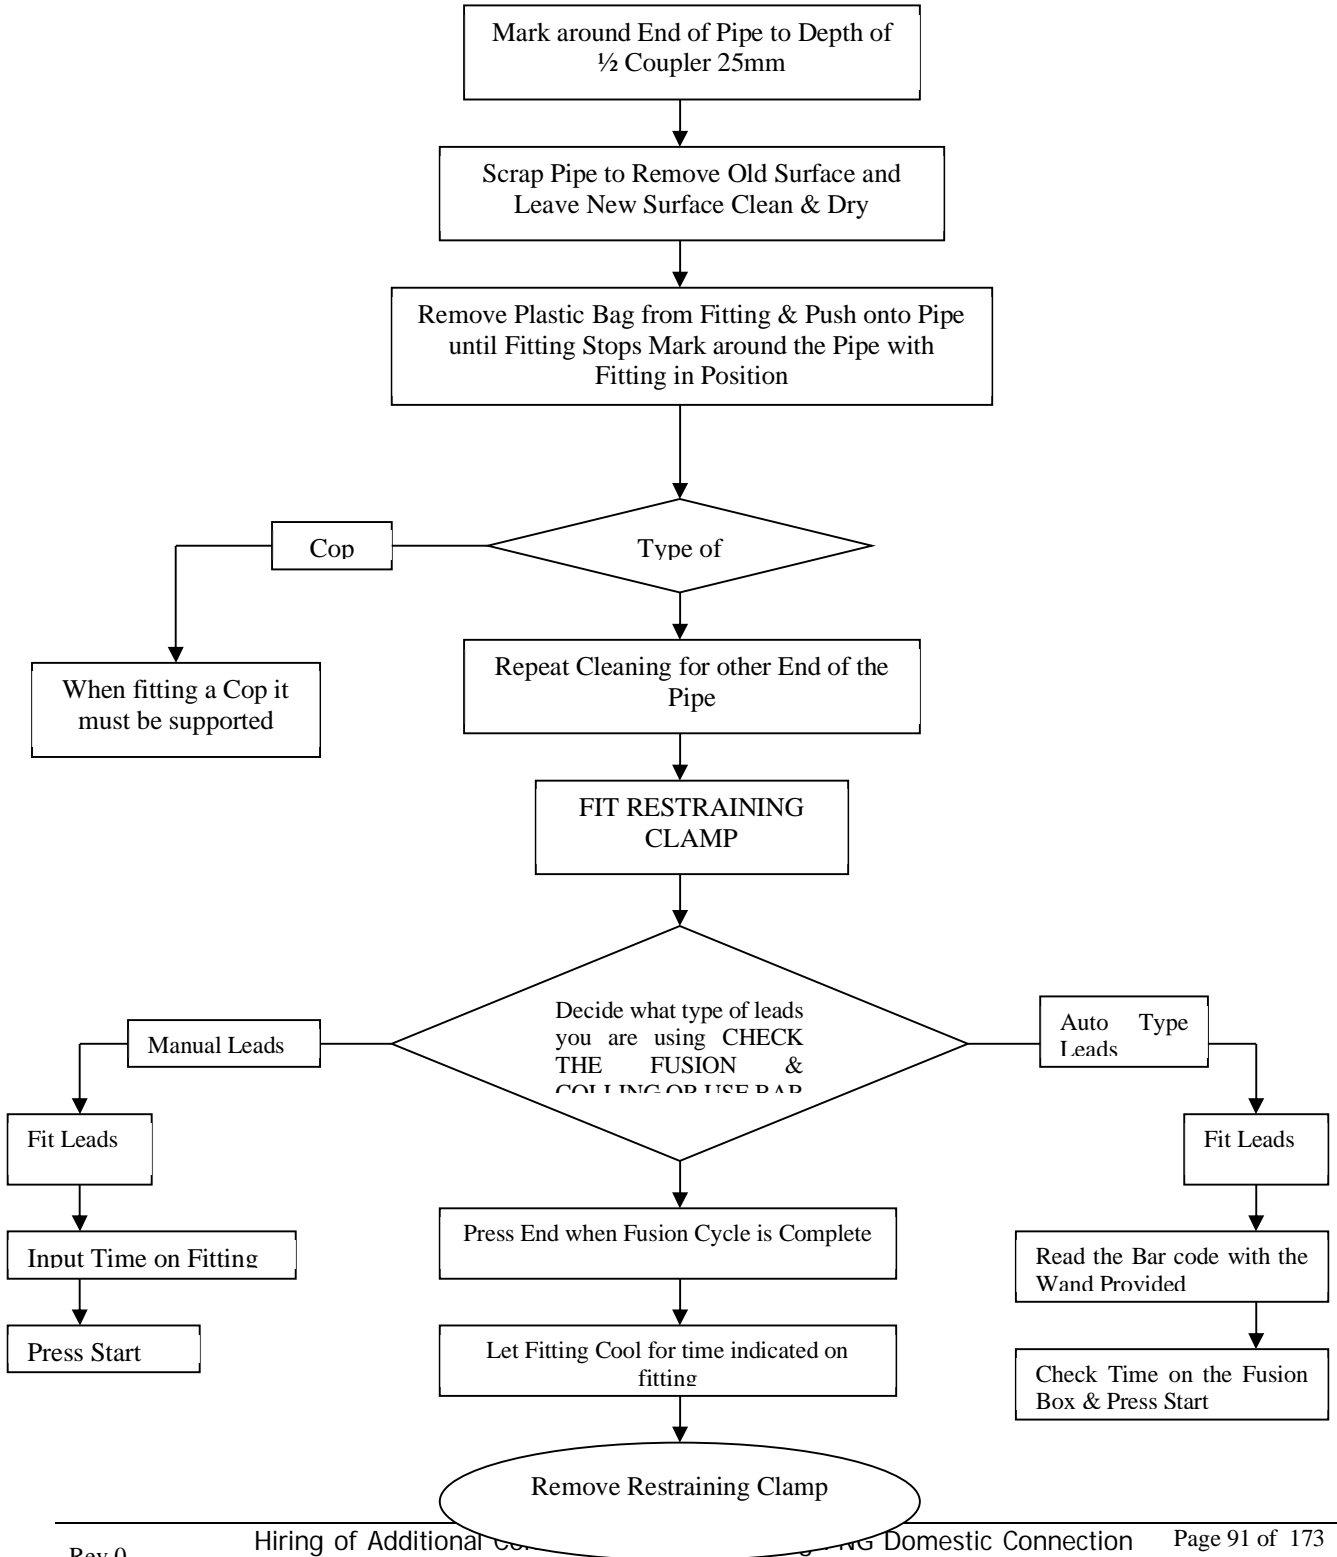 Mark around End of Pipe to Depth of
½ Coupler 25mm
Scrap Pipe to Remove Old Surface and
Leave New Surface Clean & Dry
Remove Plastic Bag from Fitting & Push onto Pipe
until Fitting Stops Mark around the Pipe with
Fitting in Position
Cop
Type of
When fitting a Cop it
must be supported
Repeat Cleaning for other End of the
Pipe
FIT RESTRAINING
CLAMP
Manual Leads
Decide what type of leads
you are using CHECK
THE FUSION &
COLLING OR USE BAR
Auto Type
Leads
Fit Leads
Input Time on Fitting
Press Start
Press End when Fusion Cycle is Complete
Let Fitting Cool for time indicated on
fitting
Remove Restraining Clamp
Fit Leads
Read the Bar code with the
Wand Provided
Check Time on the Fusion
Box & Press Start
Hiring of Additional Domestic Connection Page 91 of 173
Rev 0